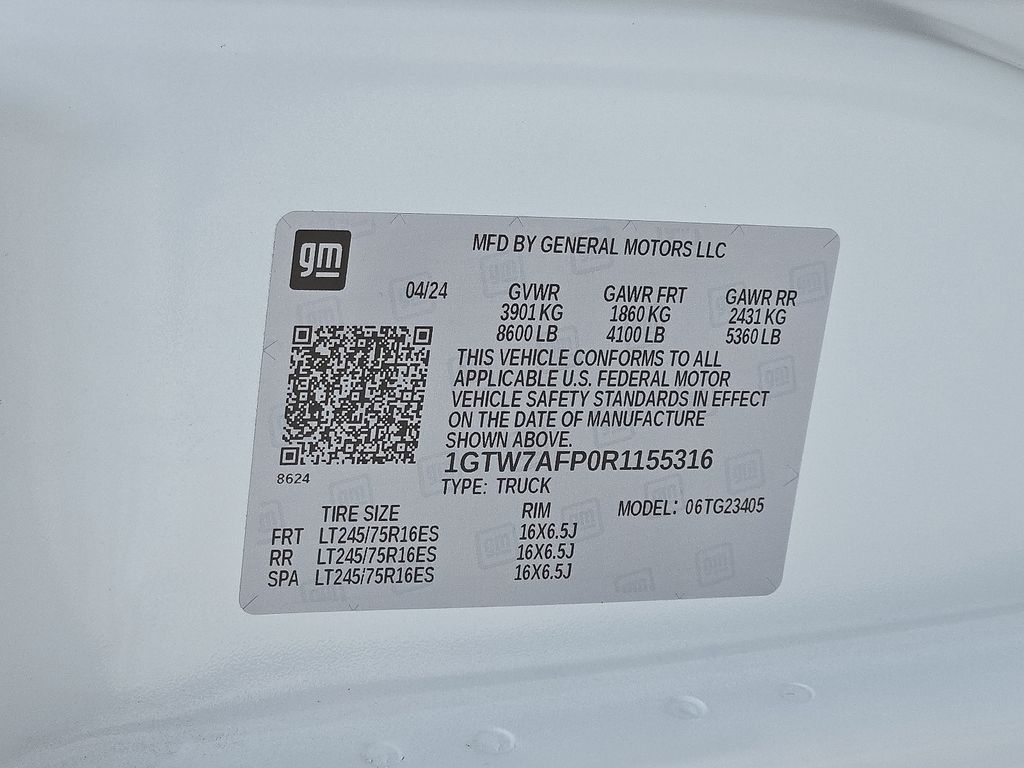 gm
MFD BY GENERAL MOTORS LLC
04/24 GVWR GAWR FRT GAWR RR
3901 KG 1860 KG 2431 KG
8600 LB 4100 LB 5360 LB
THIS VEHICLE CONFORMS TO ALL
APPLICABLE U.S. FEDERAL MOTOR
VEHICLE SAFETY STANDARDS IN EFFECT
ON THE DATE OF MANUFACTURE
SHOWN ABOVE.
1GTW7AFP0R1155316
8624
TYPE: TRUCK
TIRE SIZE RIM MODEL: 06TG23405
FRT LT245/75R16ES 16X6.5J
RR LT245/75R16ES 16X6.5J
SPA LT245/75R16ES 16X6.5J